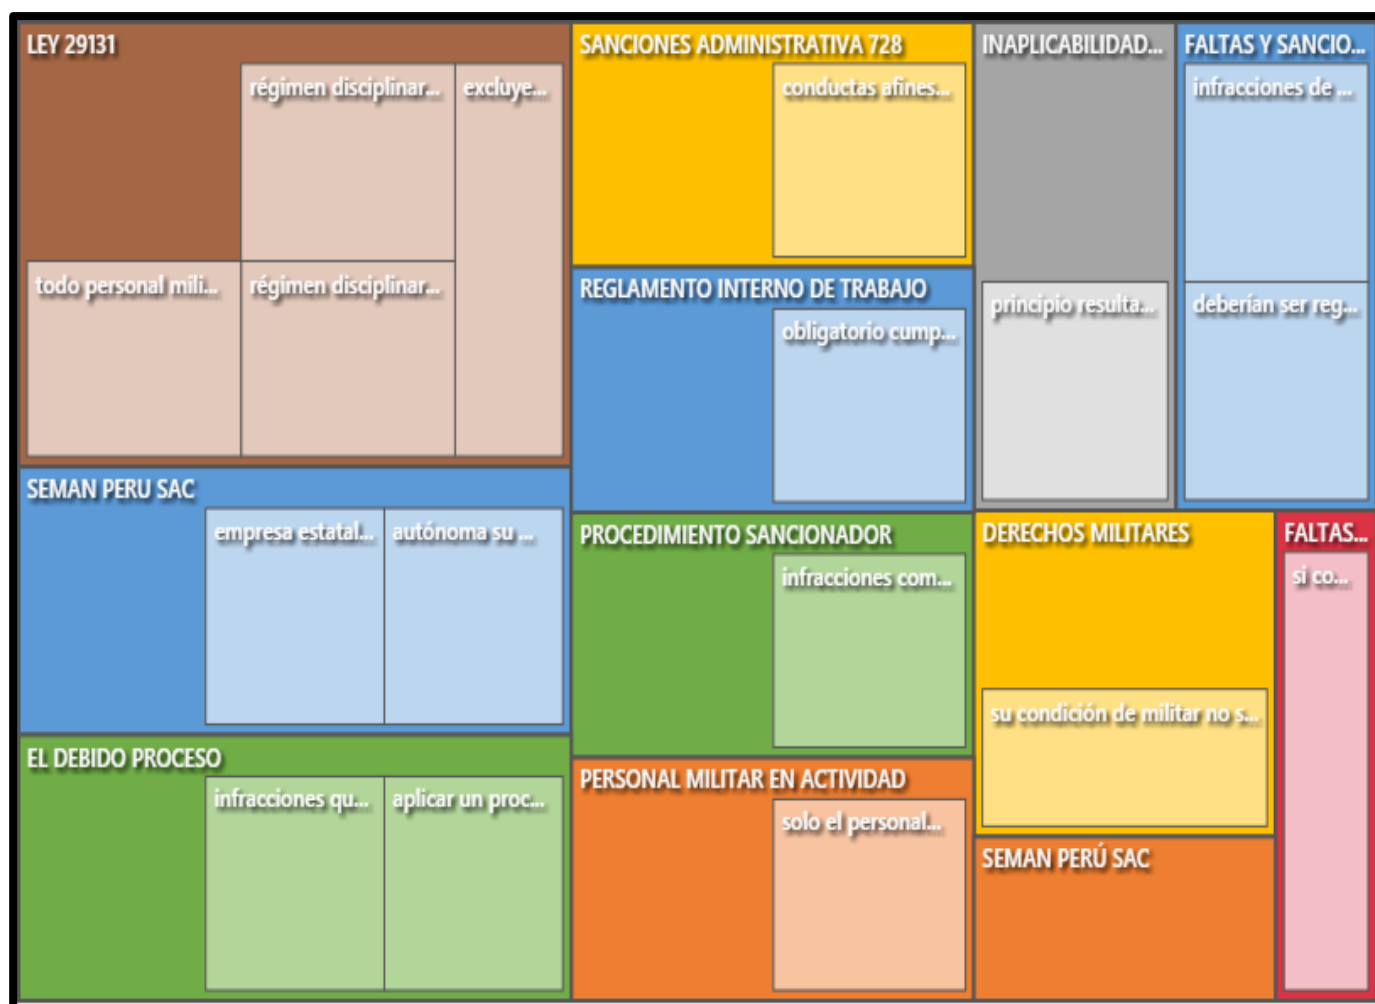 LEY 29131
régimen disciplinar...
excluye...
todo personal mili...
régimen disciplinar...
SEMAN PERU SAC
empresa estatal...
autónoma su ...
EL DEBIDO PROCESO
infracciones qu...
aplicar un proc...
SANCIONES ADMINISTRATIVA 728
conductas afines...
REGLAMENTO INTERNO DE TRABAJO
obligatorio cump...
PROCEDIMIENTO SANCIONADOR
infracciones com...
PERSONAL MILITAR EN ACTIVIDAD
solo el personal...
INAPLICABILIDAD...
principio resulta...
FALTAS Y SANCIO...
infracciones de ...
deberían ser reg...
DERECHOS MILITARES
su condición de militar no s...
SEMAN PERÚ SAC
FALTAS...
si co...